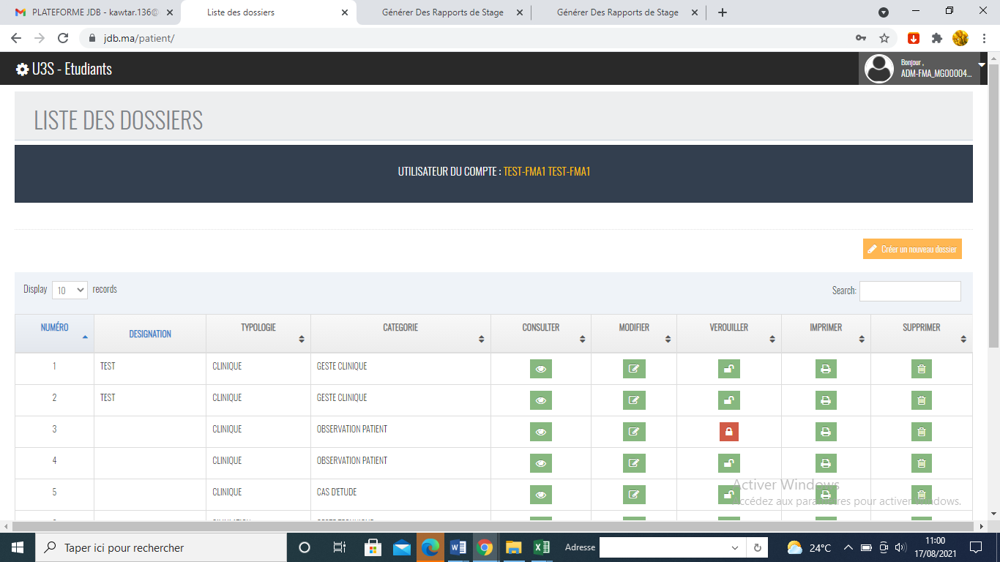 PLATEFORME JDB - kawtar.136@
Liste des dossiers
Générer Des Rapports de Stage
Générer Des Rapports de Stage
jdb.ma/patient/
U3S - Etudiants
Bonjour ,
ADM-FMA_MG00004...
LISTE DES DOSSIERS
UTILISATEUR DU COMPTE : TEST-FMA1 TEST-FMA1
Créer un nouveau dossier
Display 10 records
Search:
NUMÉRO DESIGNATION TYPOLOGIE CATEGORIE CONSULTER MODIFIER VEROUILLER IMPRIMER SUPPRIMER
1 TEST CLINIQUE GESTE CLINIQUE
2 TEST CLINIQUE GESTE CLINIQUE
3 CLINIQUE OBSERVATION PATIENT
4 CLINIQUE OBSERVATION PATIENT
5 CLINIQUE CAS D'ETUDE
Activer Windows
Accédez aux paramètres pour activer Windows.
Taper ici pour rechercher
Adresse
24°C
11:00
17/08/2021